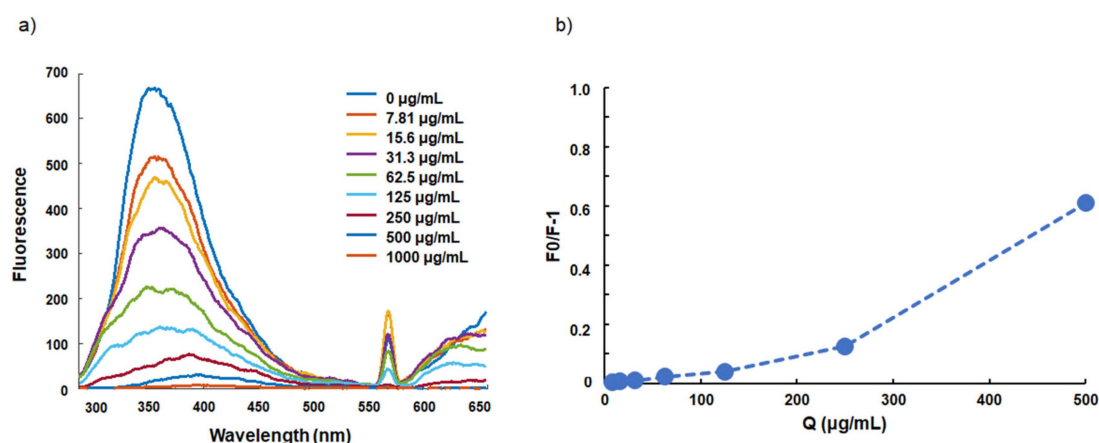 a)
700
600
500
400
300
200
100
0
Fluorescence
300 350 400 450 500 550 600 650
Wavelength (nm)
0 µg/mL
7.81 µg/mL
15.6 µg/mL
31.3 µg/mL
62.5 µg/mL
125 µg/mL
250 µg/mL
500 µg/mL
1000 µg/mL
b)
1.0
0.8
0.6
0.4
0.2
0
F0/F-1
0 100 200 300 400 500
Q (µg/mL)